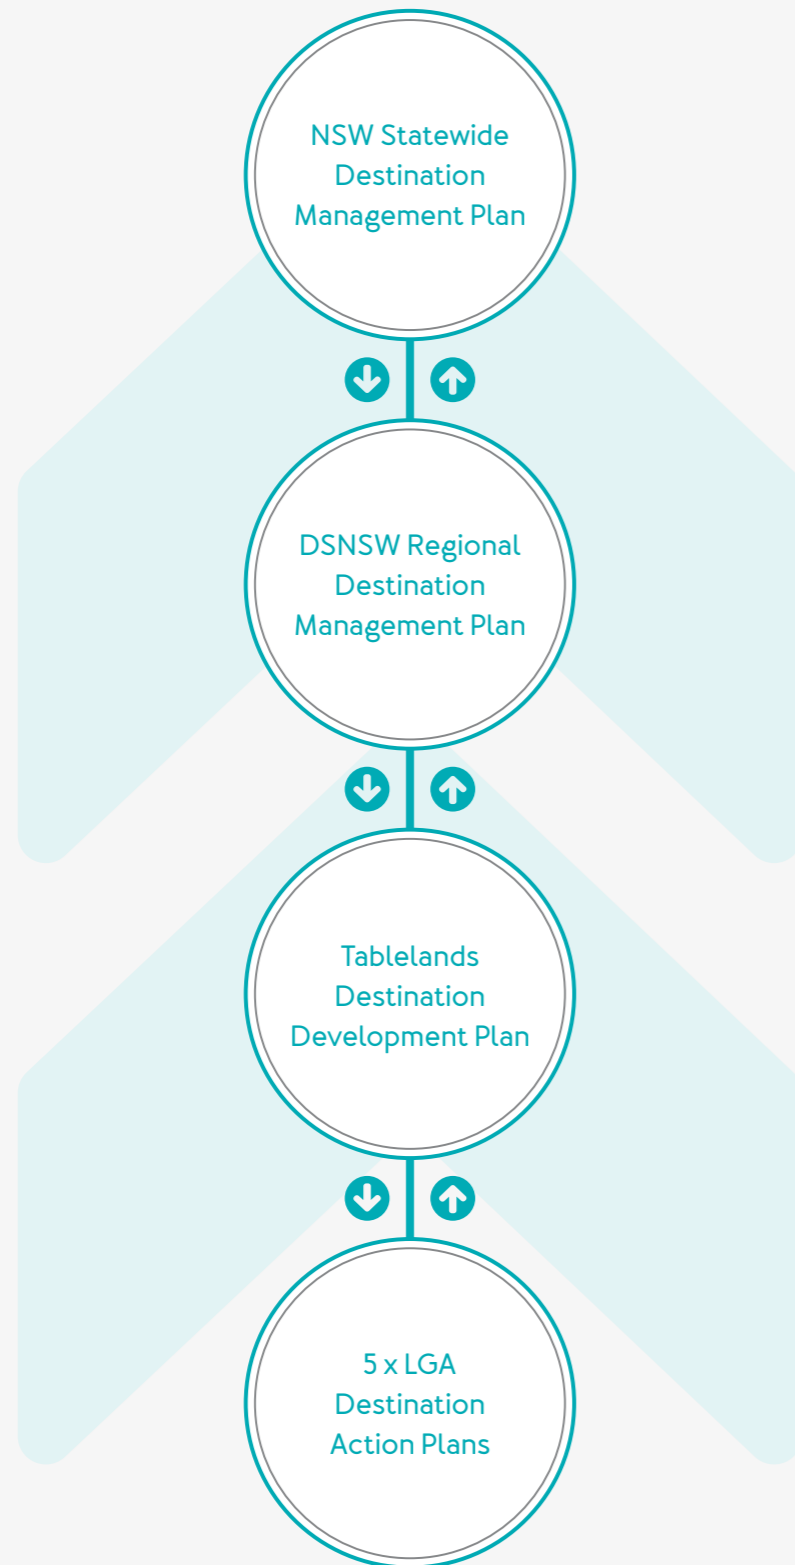 NSW Statewide
Destination
Management Plan
DSNSW Regional
Destination
Management Plan
Tablelands
Destination
Development Plan
5 x LGA
Destination
Action Plans